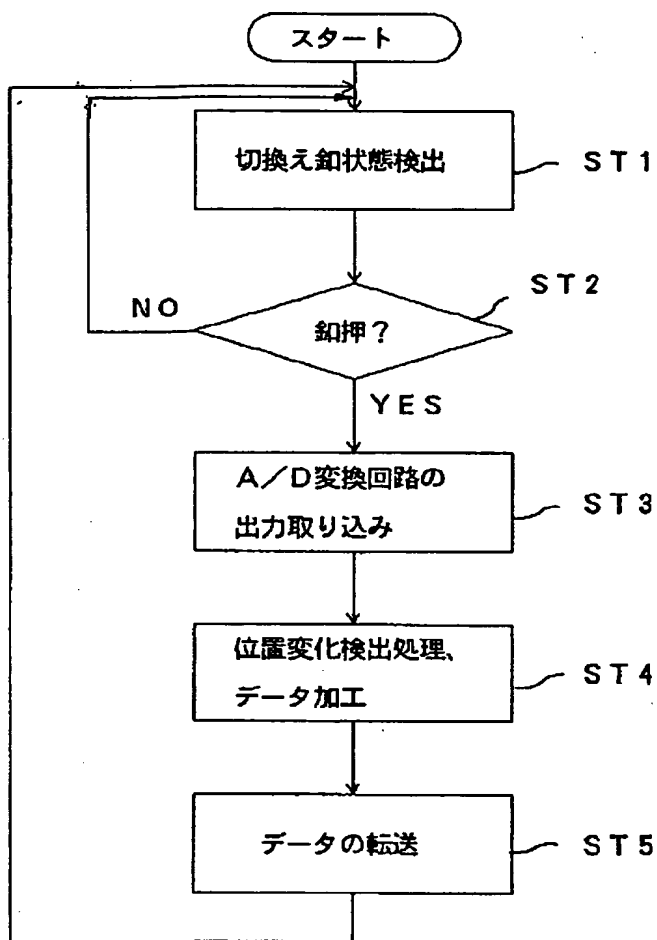 スタート
切換え釦状態検出
ST1
釦押？
ST2
NO
YES
A／D変換回路の
出力取り込み
ST3
位置変化検出処理、
データ加工
ST4
データの転送
ST5